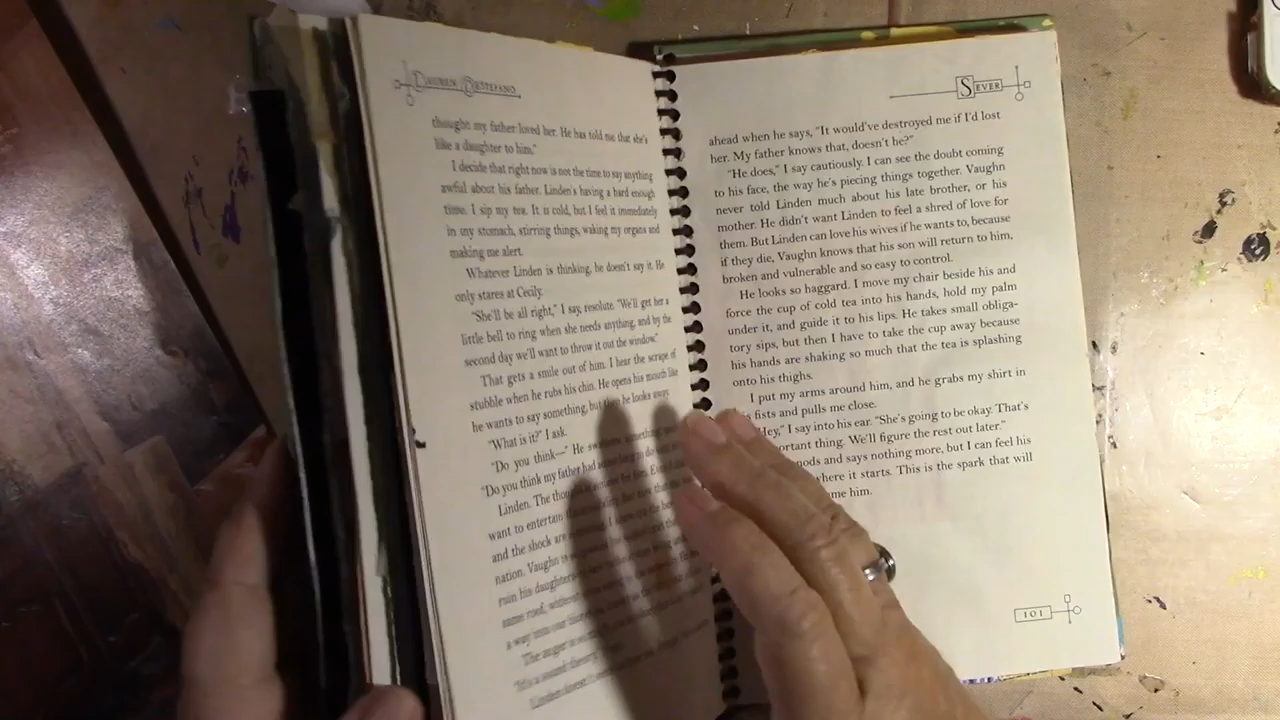 LAUREN DESTEFANO
thought my father loved her. He has told me that she's
like a daughter to him."
I decide that right now is not the time to say anything
awful about his father. Linden's having a hard enough
time. I sip my tea. It is cold, but I feel it immediately
in my stomach, stirring things, waking my organs and
making me alert.
Whatever Linden is thinking, he doesn't say it. He
only stares at Cecily.
"She'll be all right," I say, resolute. "We'll get her a
little bell to ring when she needs anything, and by the
second day we'll want to throw it out the window."
That gets a smile out of him. I hear the scrape of
stubble when he rubs his chin. He opens his mouth like
he wants to say something, but then he looks away.
"What is it?" I ask.
"Do you think—" He swallows something
"Do you think my father had something to do
Linden. The
want to entertain
and the shock are
nation. Vaughn is
ruin his daughter
same roof,
a way
The anger
"It's a
Linden
SEVER
ahead when he says, "It would've destroyed me if I'd lost
her. My father knows that, doesn't he?"
"He does," I say cautiously. I can see the doubt coming
to his face, the way he's piecing things together. Vaughn
never told Linden much about his late brother, or his
mother. He didn't want Linden to feel a shred of love for
them. But Linden can love his wives if he wants to, because
if they die, Vaughn knows that his son will return to him,
broken and vulnerable and so easy to control.
He looks so haggard. I move my chair beside his and
force the cup of cold tea into his hands, hold my palm
under it, and guide it to his lips. He takes small obliga-
tory sips, but then I have to take the cup away because
his hands are shaking so much that the tea is splashing
onto his thighs.
I put my arms around him, and he grabs my shirt in
fists and pulls me close.
"Hey," I say into his ear. "She's going to be okay. That's
portant thing. We'll figure the rest out later."
nods and says nothing more, but I can feel his
where it starts. This is the spark that will
me him.
101